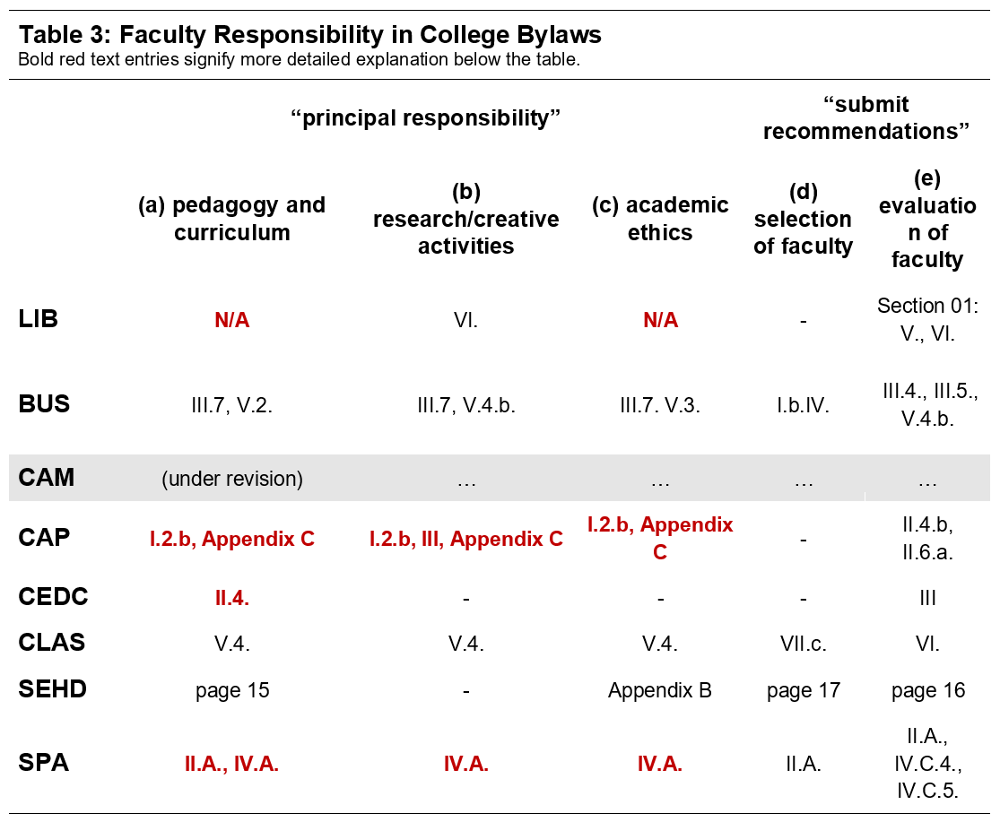 Table 3: Faculty Responsibility in College Bylaws
Bold red text entries signify more detailed explanation below the table.
“principal responsibility”
“submit
recommendations”
(a) pedagogy and
curriculum
(b)
research/creative
activities
(c) academic
ethics
(d)
selection
of faculty
(e)
evaluatio
n of
faculty
LIB
N/A
VI.
N/A
-
Section 01:
V., VI.
BUS
III.7, V.2.
III.7, V.4.b.
III.7. V.3.
I.b.IV.
III.4., III.5.,
V.4.b.
CAM
(under revision)
…
…
…
…
CAP
I.2.b, Appendix C
I.2.b, III, Appendix C
I.2.b, Appendix
C
-
II.4.b,
II.6.a.
CEDC
II.4.
-
-
-
III
CLAS
V.4.
V.4.
V.4.
VII.c.
VI.
SEHD
page 15
-
Appendix B
page 17
page 16
SPA
II.A., IV.A.
IV.A.
IV.A.
II.A.
II.A.,
IV.C.4.,
IV.C.5.